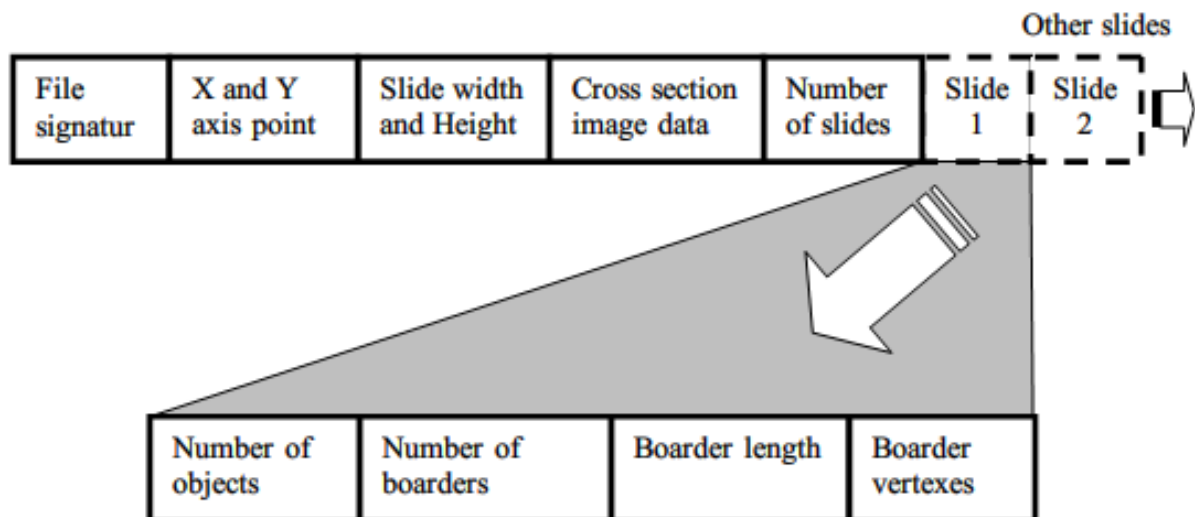 Other slides
File
signatur
X and Y
axis point
Slide width
and Height
Cross section
image data
Number
of slides
Slide
1
Slide
2
Number of
objects
Number of
boarders
Boarder length
Boarder
vertexes